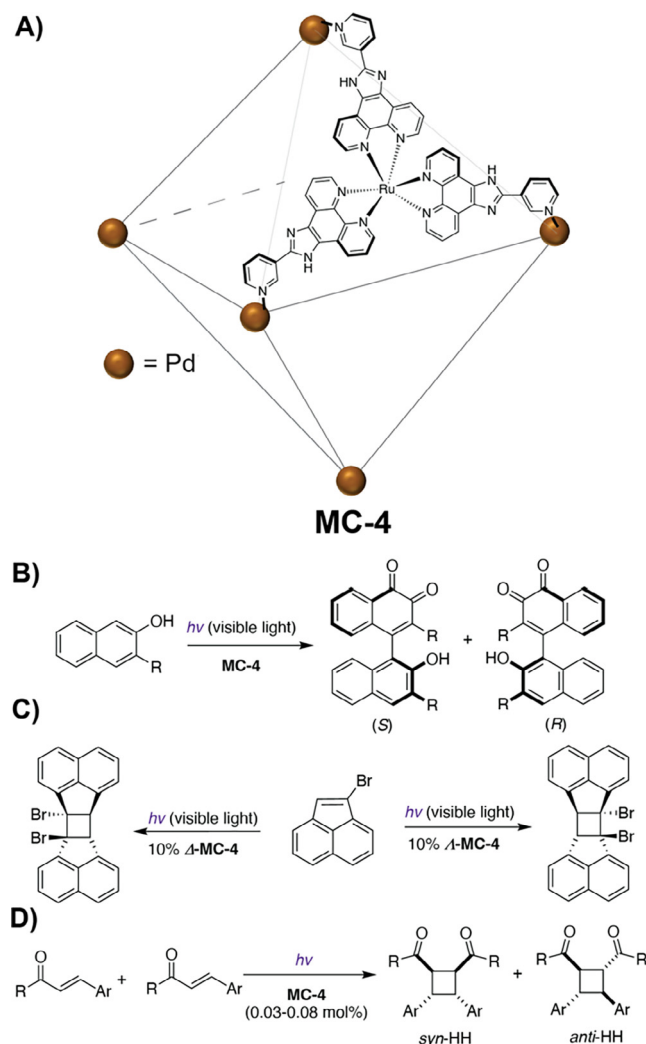 A)
N
N
HN
N
N
Ru
N
N
N
N
H
N
N
N
N
N
N
H
N
= Pd
MC-4
B)
OH
R
hv (visible light)
MC-4
O
O
R
OH
R
(S)
+
O
O
R
HO
R
(R)
C)
Br
Br
hv (visible light)
10% Δ-MC-4
Br
hv (visible light)
10% Λ-MC-4
Br
Br
D)
O
R
Ar
+
O
R
Ar
hv
MC-4
(0.03-0.08 mol%)
O
O
R
R
Ar
Ar
syn-HH
+
O
O
R
R
Ar
Ar
anti-HH